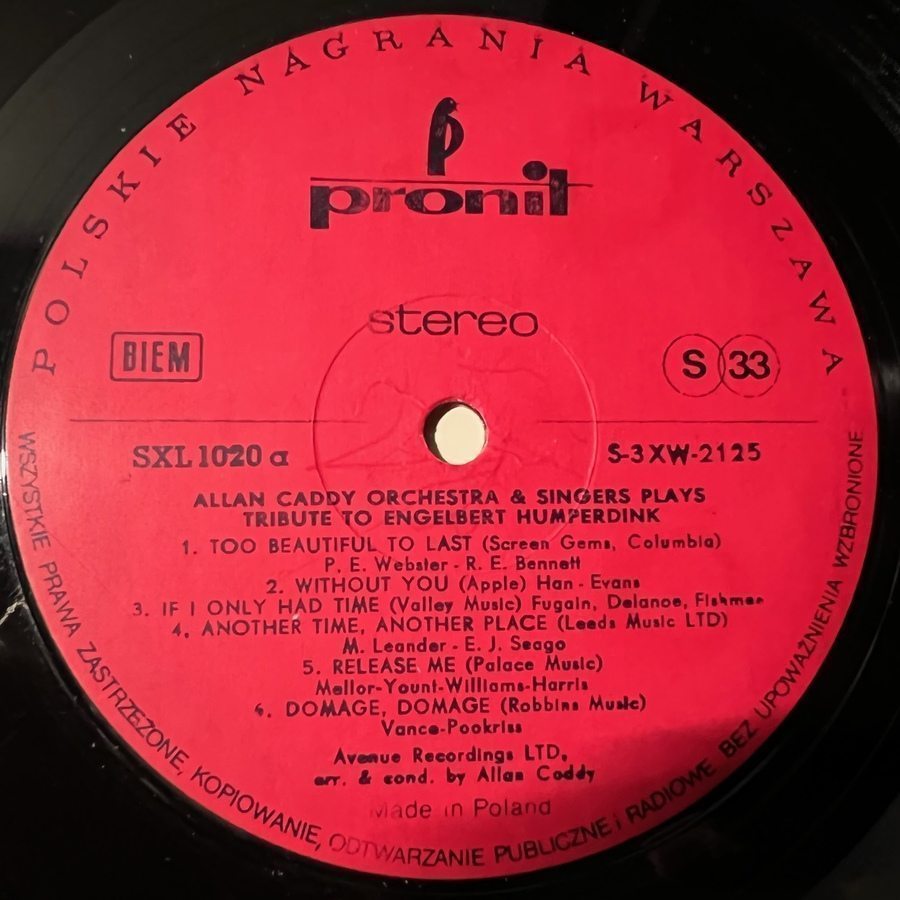 POLSKIE NAGRANIA WARSZAWA
pronit
stereo
BIEM
S 33
SXL 1020 a
S-3XW-2125
ALLAN CADDY ORCHESTRA & SINGERS PLAYS
TRIBUTE TO ENGELBERT HUMPERDINK
1. TOO BEAUTIFUL TO LAST (Screen Gems, Columbia)
P. E. Webster - R. E. Bennett
2. WITHOUT YOU (Apple) Han - Evans
3. IF I ONLY HAD TIME (Valley Music) Fugain, Delanoe, Fishman
4. ANOTHER TIME, ANOTHER PLACE (Leeds Music LTD)
M. Leander - E. J. Seago
5. RELEASE ME (Palace Music)
Mellor-Yount-Williams-Harris
6. DOMAGE, DOMAGE (Robbins Music)
Vance-Pookriss
Avenue Recordings LTD.
arr. & cond. by Allan Coddy
Made in Poland
WSZYSTKIE PRAWA ZASTRZEŻONE, KOPIOWANIE, ODTWARZANIE PUBLICZNE i RADIOWE BEZ UPOWAŻNIENIA WZBRONIONE